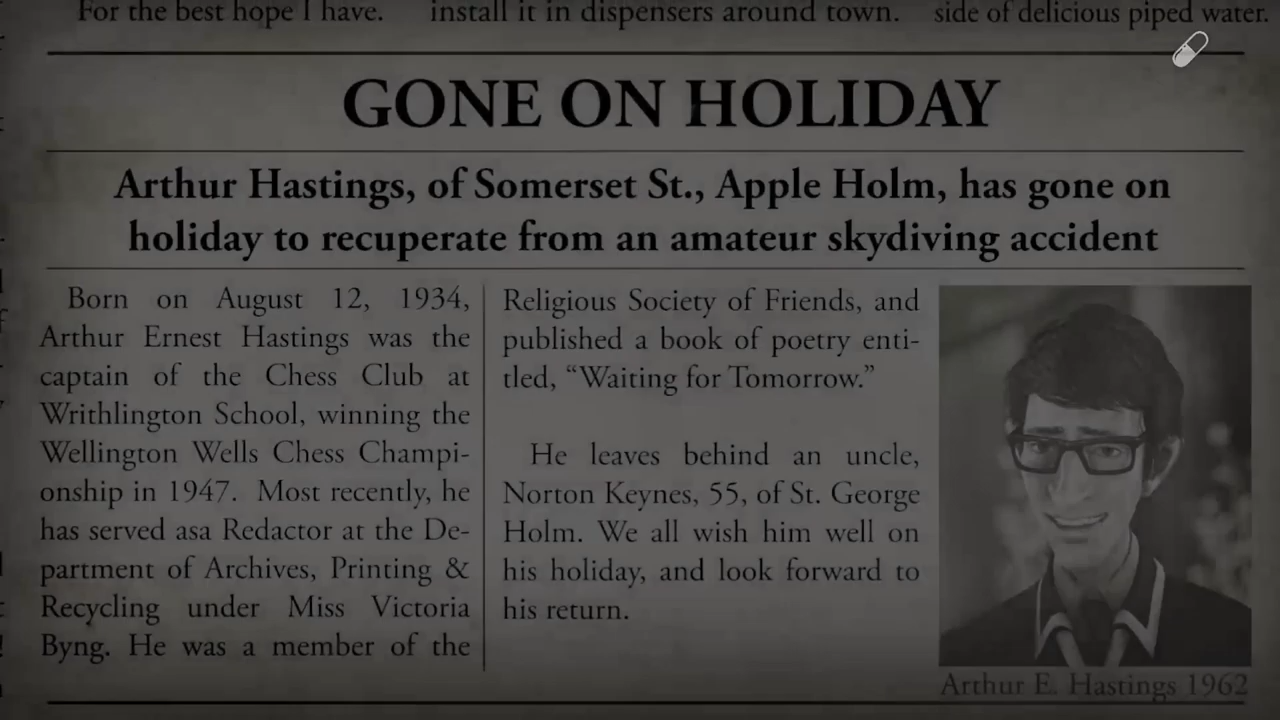 For the best hope I have.
install it in dispensers around town.
side of delicious piped water.
GONE ON HOLIDAY
Arthur Hastings, of Somerset St., Apple Holm, has gone on
holiday to recuperate from an amateur skydiving accident
Born on August 12, 1934,
Arthur Ernest Hastings was the
captain of the Chess Club at
Writhlington School, winning the
Wellington Wells Chess Champi-
onship in 1947. Most recently, he
has served asa Redactor at the De-
partment of Archives, Printing &
Recycling under Miss Victoria
Byng. He was a member of the
Religious Society of Friends, and
published a book of poetry enti-
tled, “Waiting for Tomorrow.”
He leaves behind an uncle,
Norton Keynes, 55, of St. George
Holm. We all wish him well on
his holiday, and look forward to
his return.
Arthur E. Hastings 1962